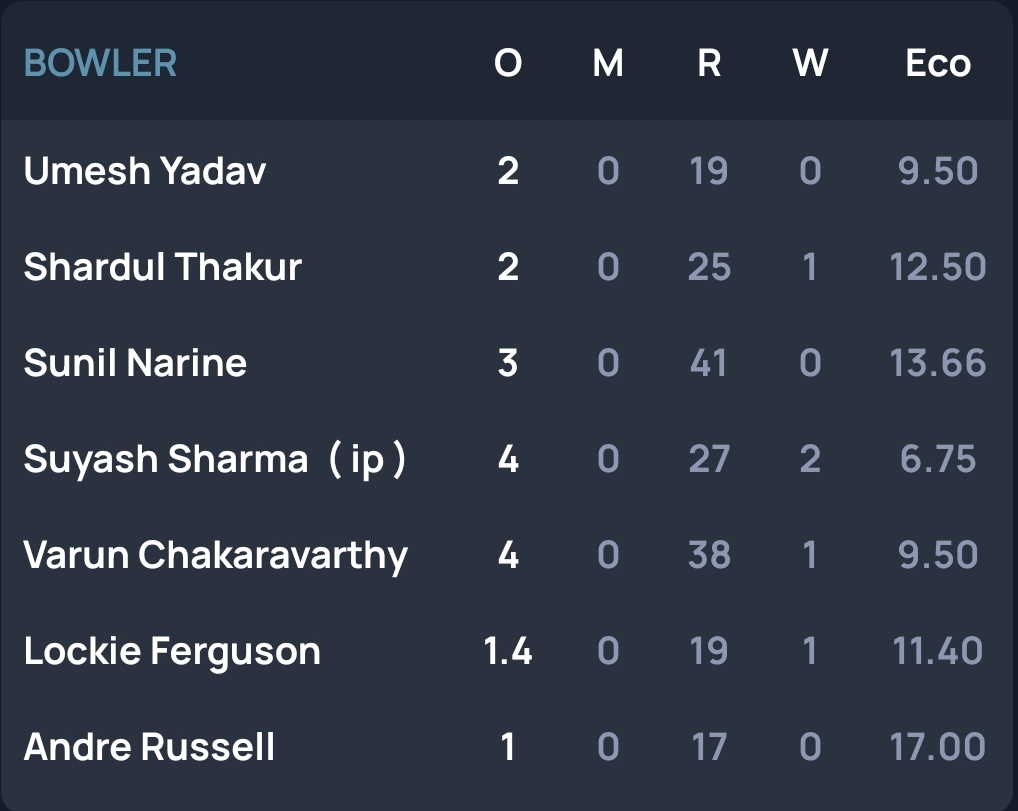 BOWLER O M R W Eco
Umesh Yadav 2 0 19 0 9.50
Shardul Thakur 2 0 25 1 12.50
Sunil Narine 3 0 41 0 13.66
Suyash Sharma ( ip ) 4 0 27 2 6.75
Varun Chakaravarthy 4 0 38 1 9.50
Lockie Ferguson 1.4 0 19 1 11.40
Andre Russell 1 0 17 0 17.00